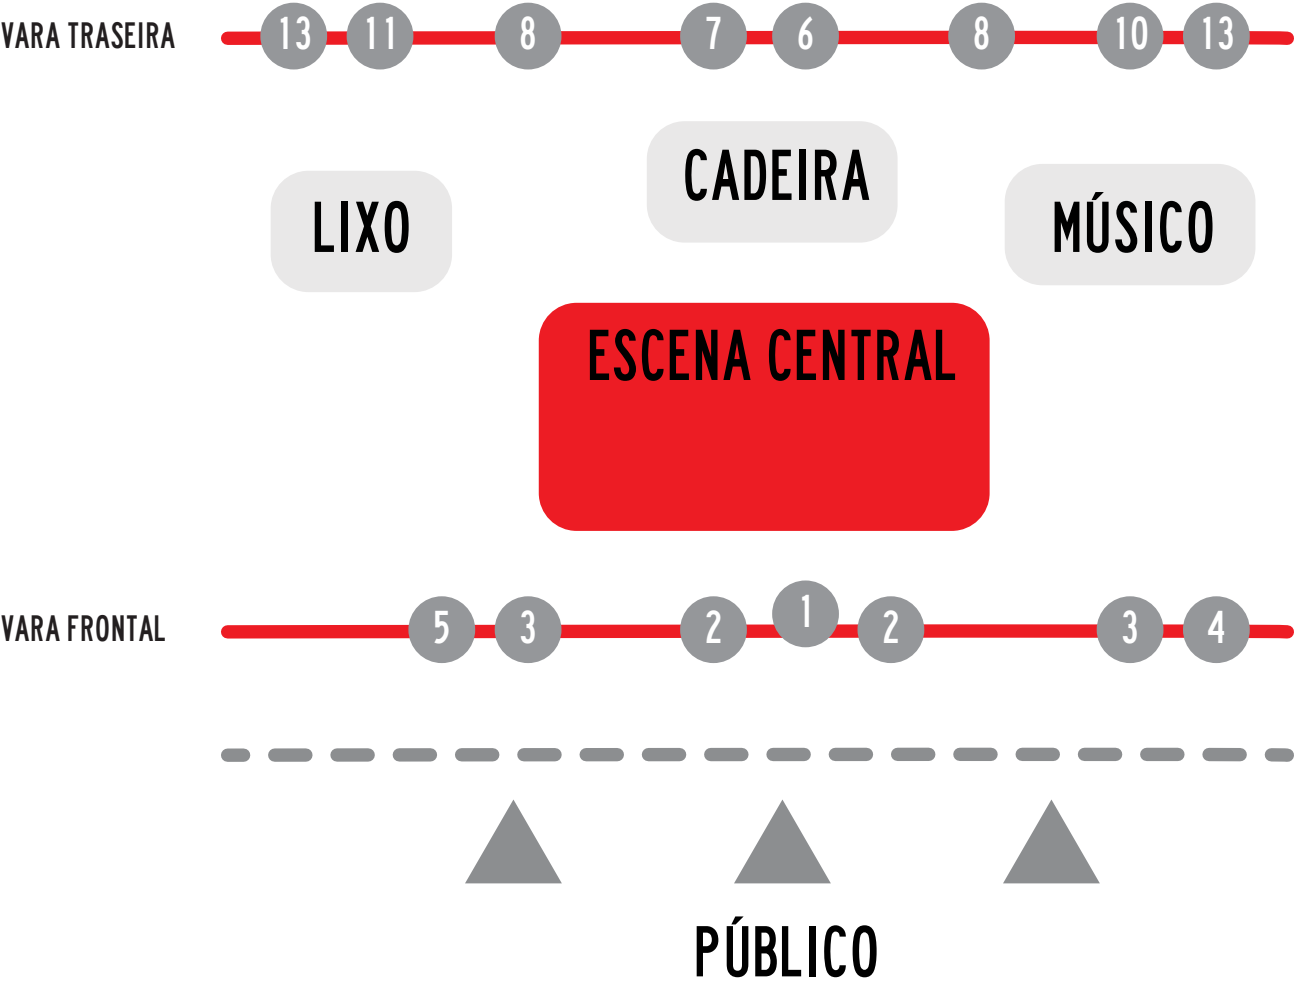 VARA TRASEIRA 13 11 8 7 6 8 10 13
CADEIRA
LIXO
MÚSICO
ESCENA CENTRAL
VARA FRONTAL 5 3 2 1 2 3 4
PÚBLICO